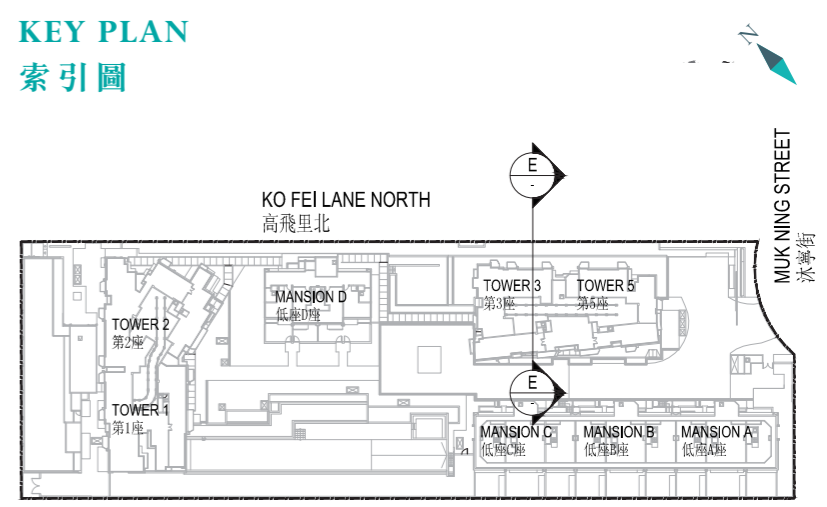 KEY PLAN
索引圖
N
MUK NING STREET
沐寧街
E
-
KO FEI LANE NORTH
高飛里北
TOWER 3
第3座
TOWER 5
第5座
MANSION D
低座D座
TOWER 2
第2座
E
-
TOWER 1
第1座
MANSION C
低座C座
MANSION B
低座B座
MANSION A
低座A座